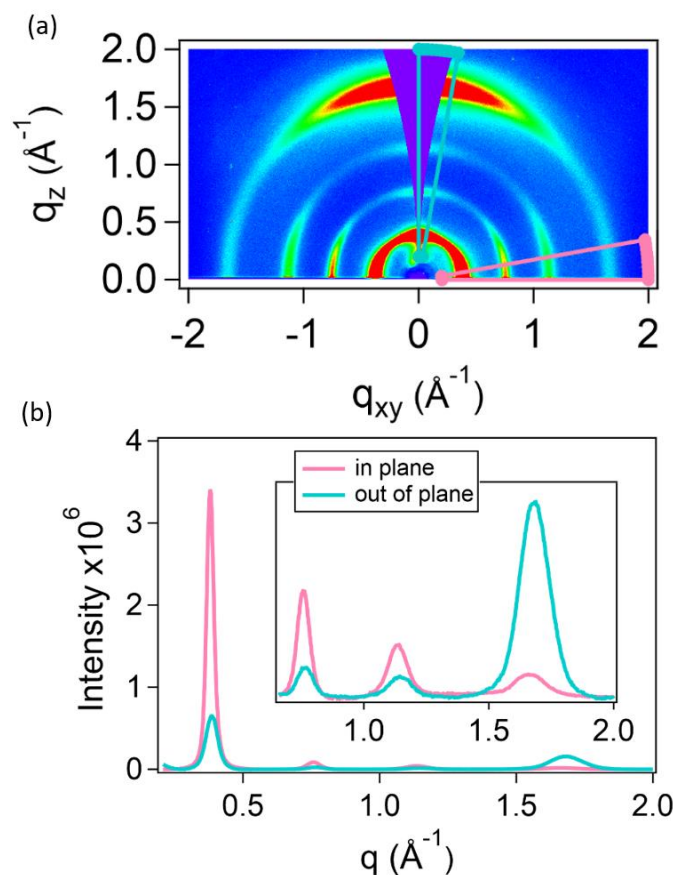 (a)
2.0
1.5
1.0
0.5
0.0
q_z (Å^-1)
-2 -1 0 1 2
q_xy (Å^-1)
(b)
4
3
2
1
0
Intensity x10^6
in plane
out of plane
1.0 1.5 2.0
0.5 1.0 1.5 2.0
q (Å^-1)